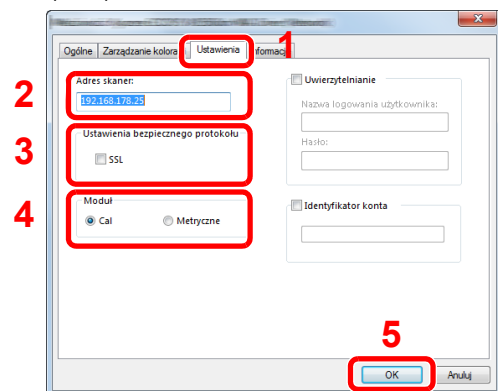 Ogólne Zarządzanie kolora Ustawienia 1 nformacj
2 Adres skaner:
192.168.178.25
Uwierzytelnianie
Nazwa logowania użytkownika:
Hasło:
3 Ustawienia bezpiecznego protokołu
SSL
4 Moduł
Cal Metryczne
Identyfikator konta
5
OK Anuluj